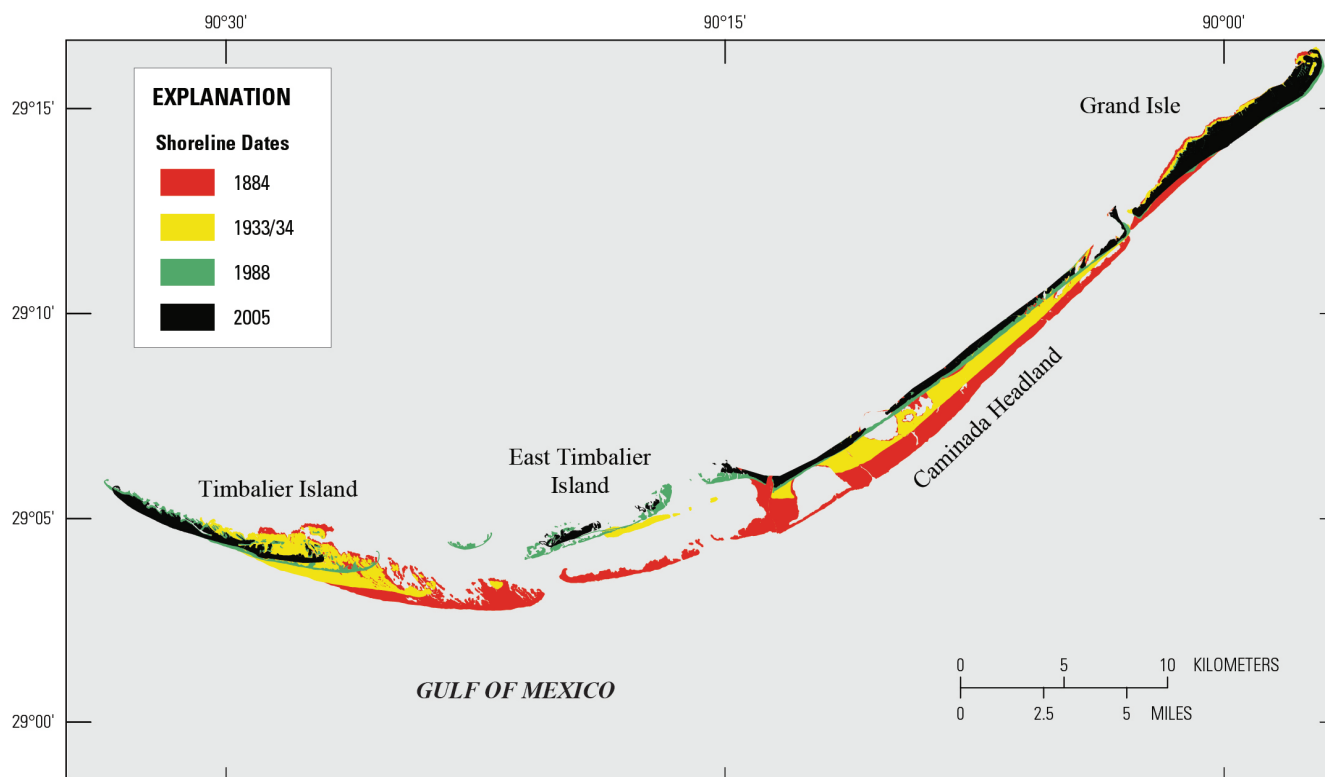 90°30'
90°15'
90°00'
29°15'
29°10'
29°05'
29°00'
EXPLANATION
Shoreline Dates
1884
1933/34
1988
2005
Grand Isle
Caminada Headland
East Timbalier
Island
Timbalier Island
GULF OF MEXICO
0 5 10 KILOMETERS
0 2.5 5 MILES